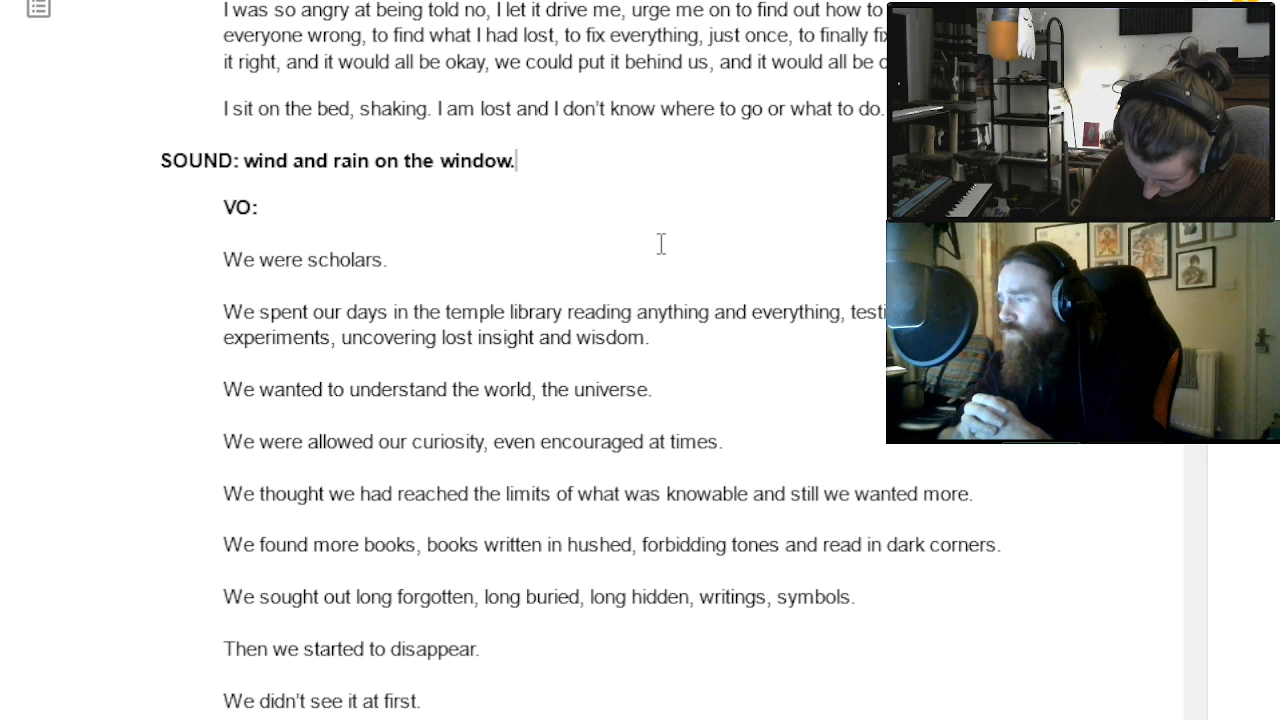 I was so angry at being told no, I let it drive me, urge me on to find out how to
everyone wrong, to find what I had lost, to fix everything, just once, to finally fix
it right, and it would all be okay, we could put it behind us, and it would all be
I sit on the bed, shaking. I am lost and I don't know where to go or what to do.
SOUND: wind and rain on the window.
VO:
We were scholars.
We spent our days in the temple library reading anything and everything,
experiments, uncovering lost insight and wisdom.
We wanted to understand the world, the universe.
We were allowed our curiosity, even encouraged at times.
We thought we had reached the limits of what was knowable and still we wanted more.
We found more books, books written in hushed, forbidding tones and read in dark corners.
We sought out long forgotten, long buried, long hidden, writings, symbols.
Then we started to disappear.
We didn't see it at first.